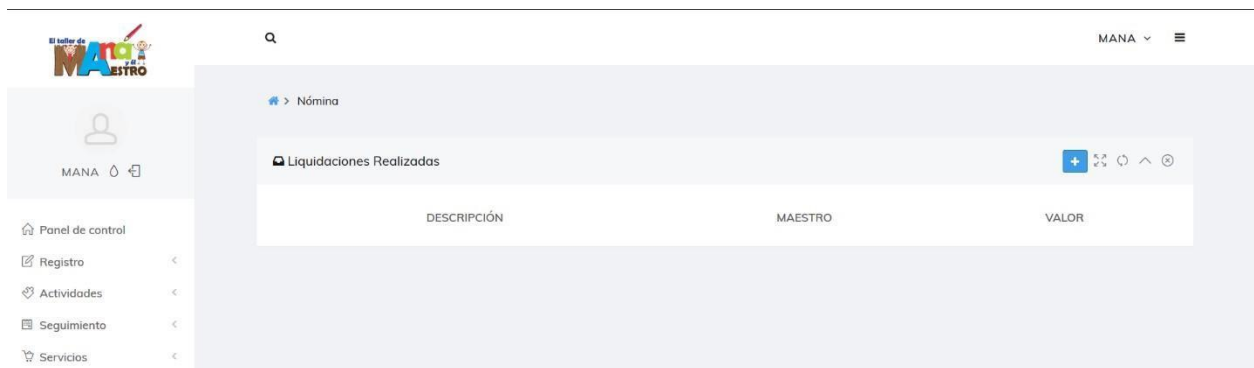 El taller de
Maná
y el
MAESTRO
MANA
> Nómina
MANA
Liquidaciones Realizadas
DESCRIPCIÓN MAESTRO VALOR
Panel de control
Registro
Actividades
Seguimiento
Servicios